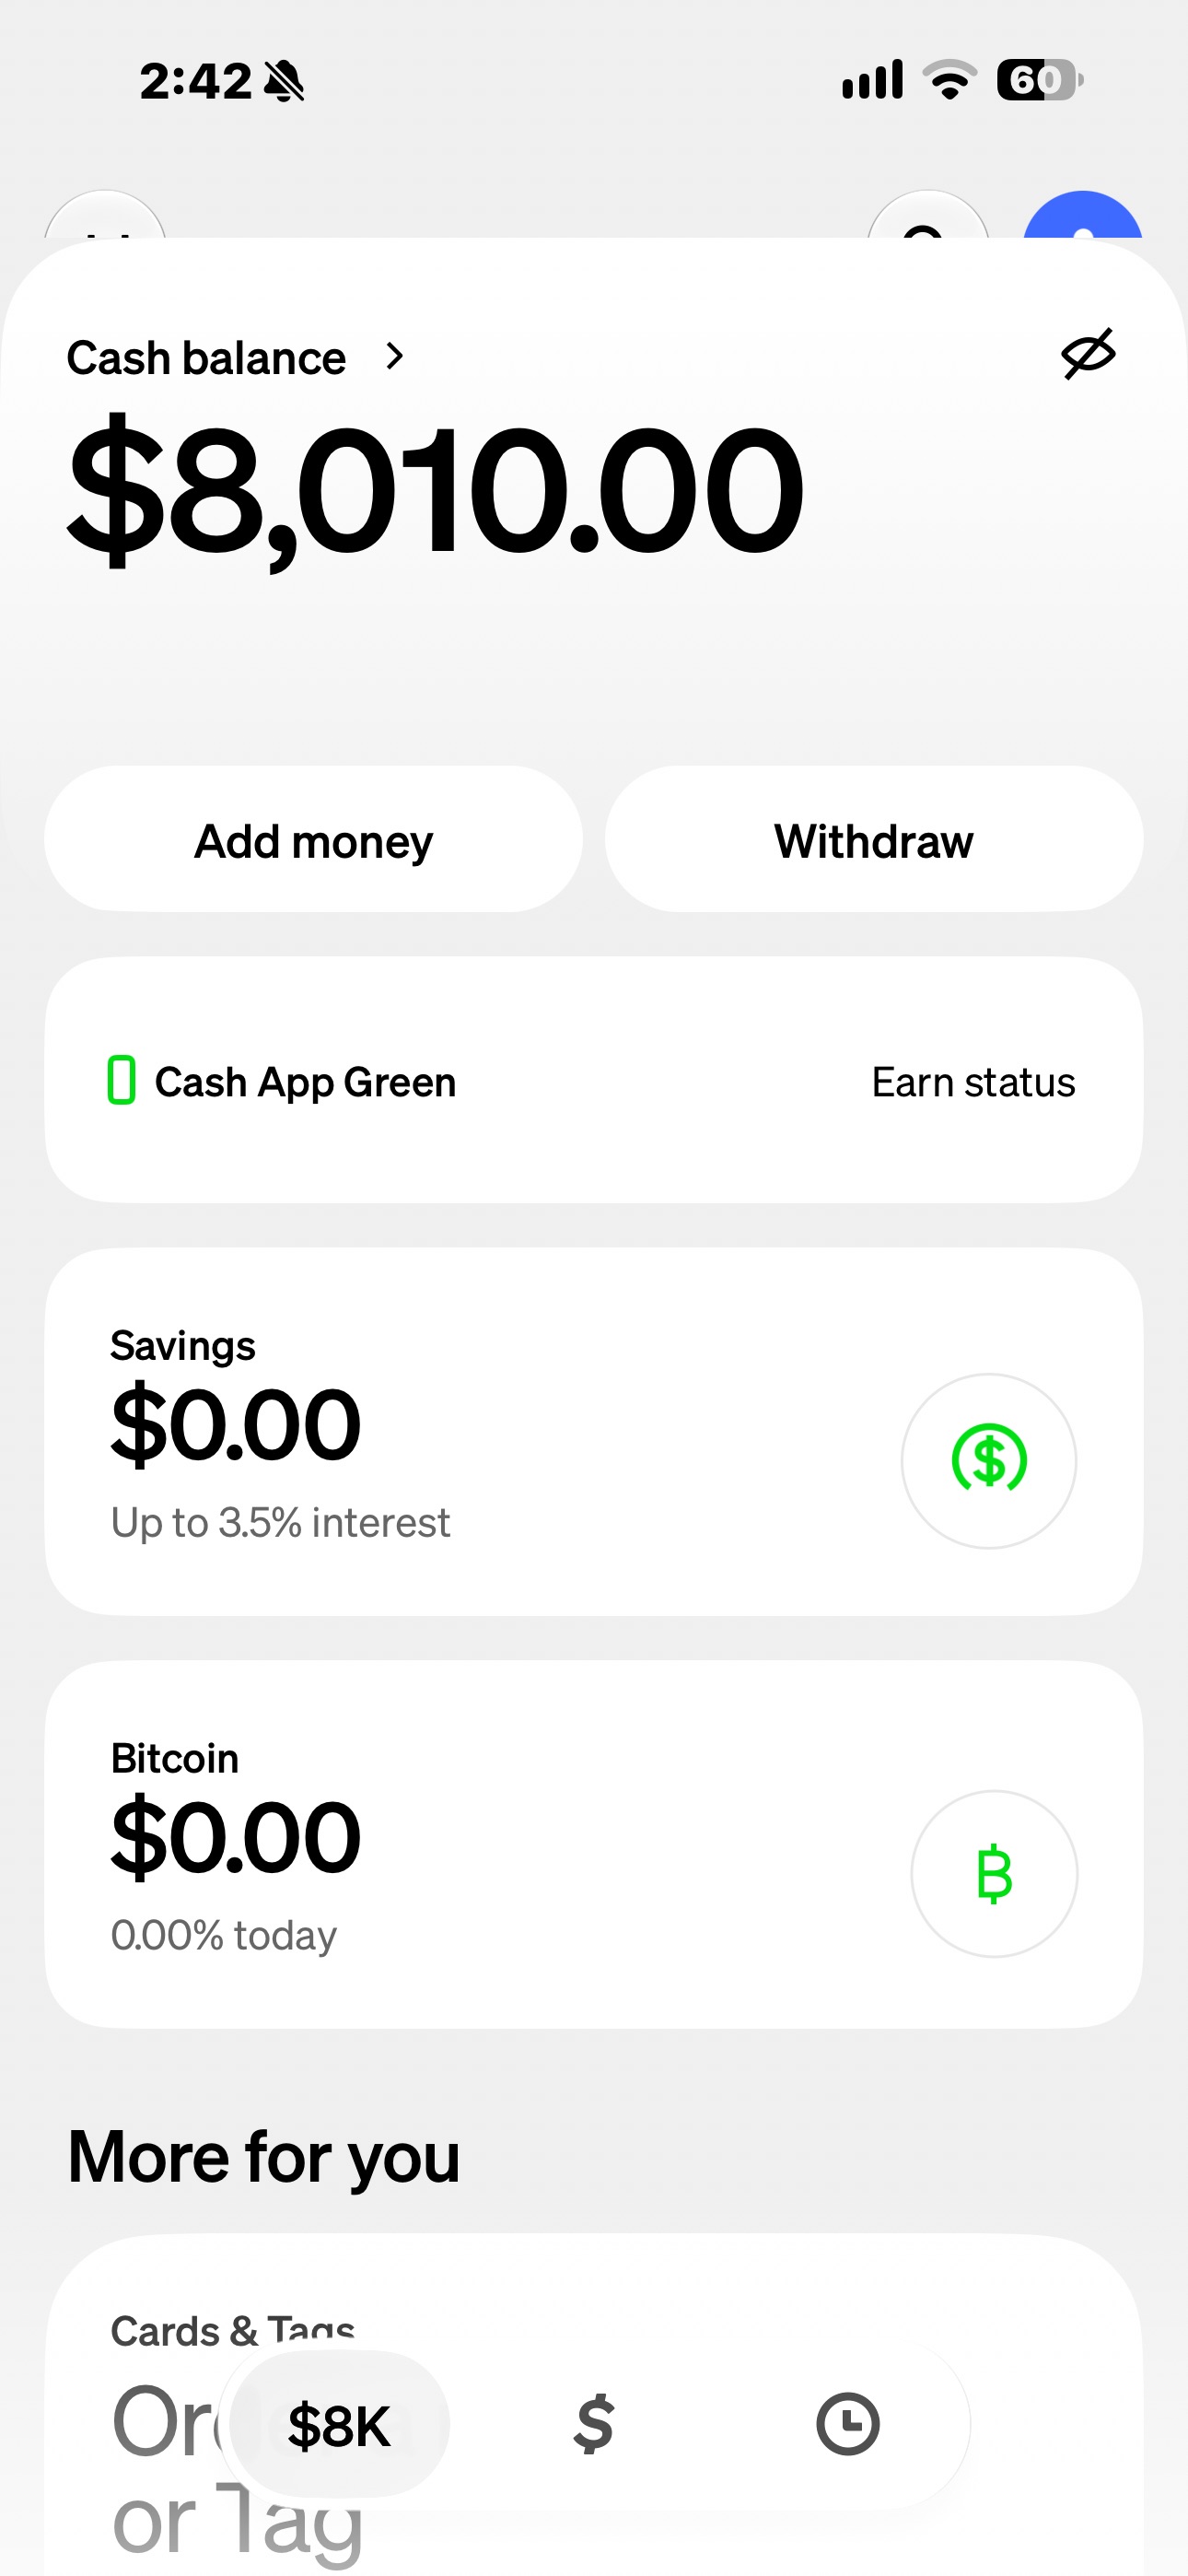 2:42
60
Cash balance
$8,010.00
Add money
Withdraw
Cash App Green
Earn status
Savings
$0.00
Up to 3.5% interest
Bitcoin
$0.00
0.00% today
More for you
Cards & Tags
$8K
$
or Tag